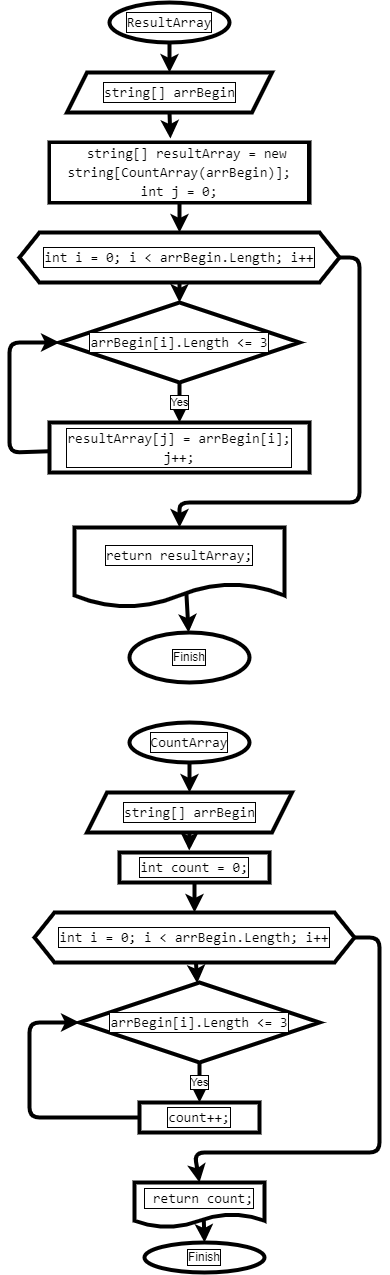 ResultArray
string[] arrBegin
string[] resultArray = new
string[CountArray(arrBegin)];
int j = 0;
int i = 0; i < arrBegin.Length; i++
arrBegin[i].Length <= 3
Yes
resultArray[j] = arrBegin[i];
j++;
return resultArray;
Finish
CountArray
string[] arrBegin
int count = 0;
int i = 0; i < arrBegin.Length; i++
arrBegin[i].Length <= 3
Yes
count++;
return count;
Finish